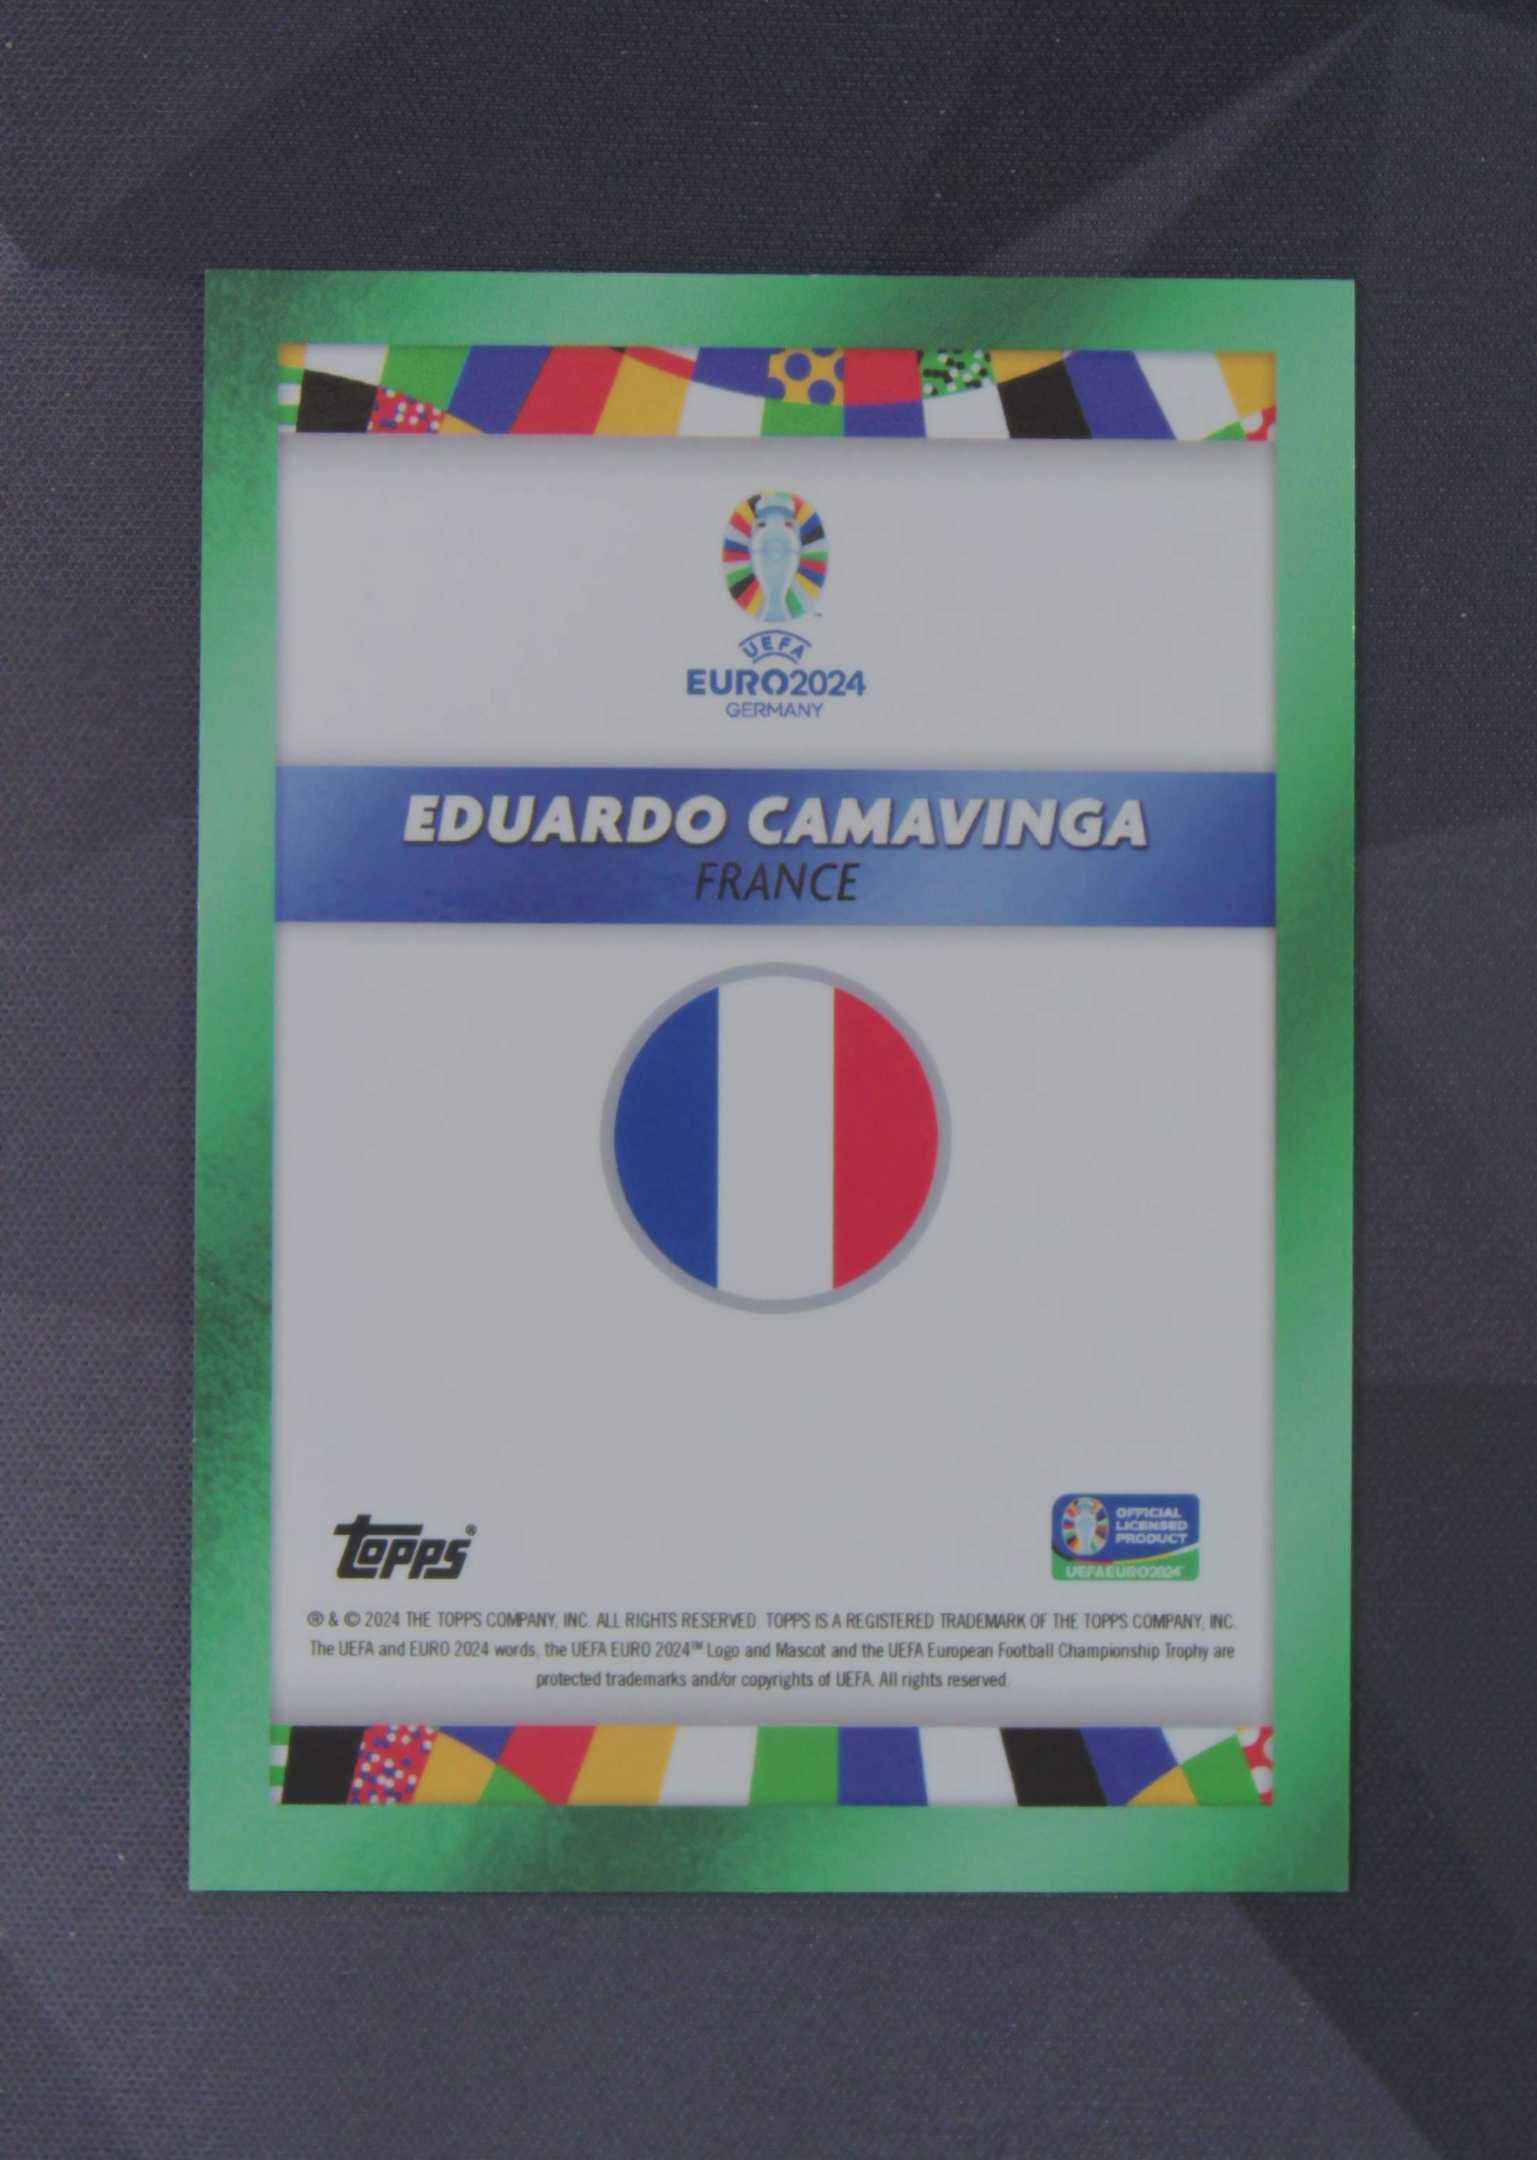 UEFA
EURO2024
GERMANY
EDUARDO CAMAVINGA
FRANCE
Topps®
OFFICIAL
LICENSED
PRODUCT
UEFA EURO2024™
® & © 2024 THE TOPPS COMPANY, INC. ALL RIGHTS RESERVED. TOPPS IS A REGISTERED TRADEMARK OF THE TOPPS COMPANY, INC.
The UEFA and EURO 2024 words, the UEFA EURO 2024™ Logo and Mascot and the UEFA European Football Championship Trophy are
protected trademarks and/or copyrights of UEFA. All rights reserved.